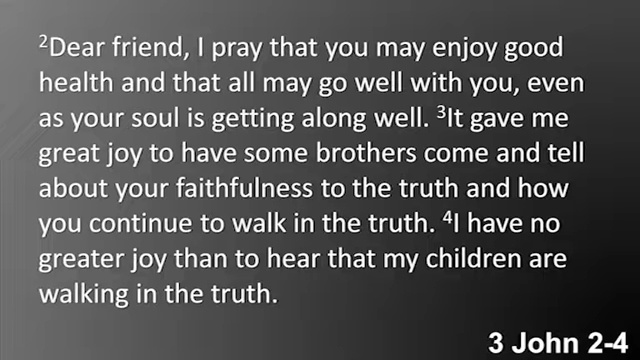 ²Dear friend, I pray that you may enjoy good
health and that all may go well with you, even
as your soul is getting along well. ³It gave me
great joy to have some brothers come and tell
about your faithfulness to the truth and how
you continue to walk in the truth. ⁴I have no
greater joy than to hear that my children are
walking in the truth.
3 John 2-4